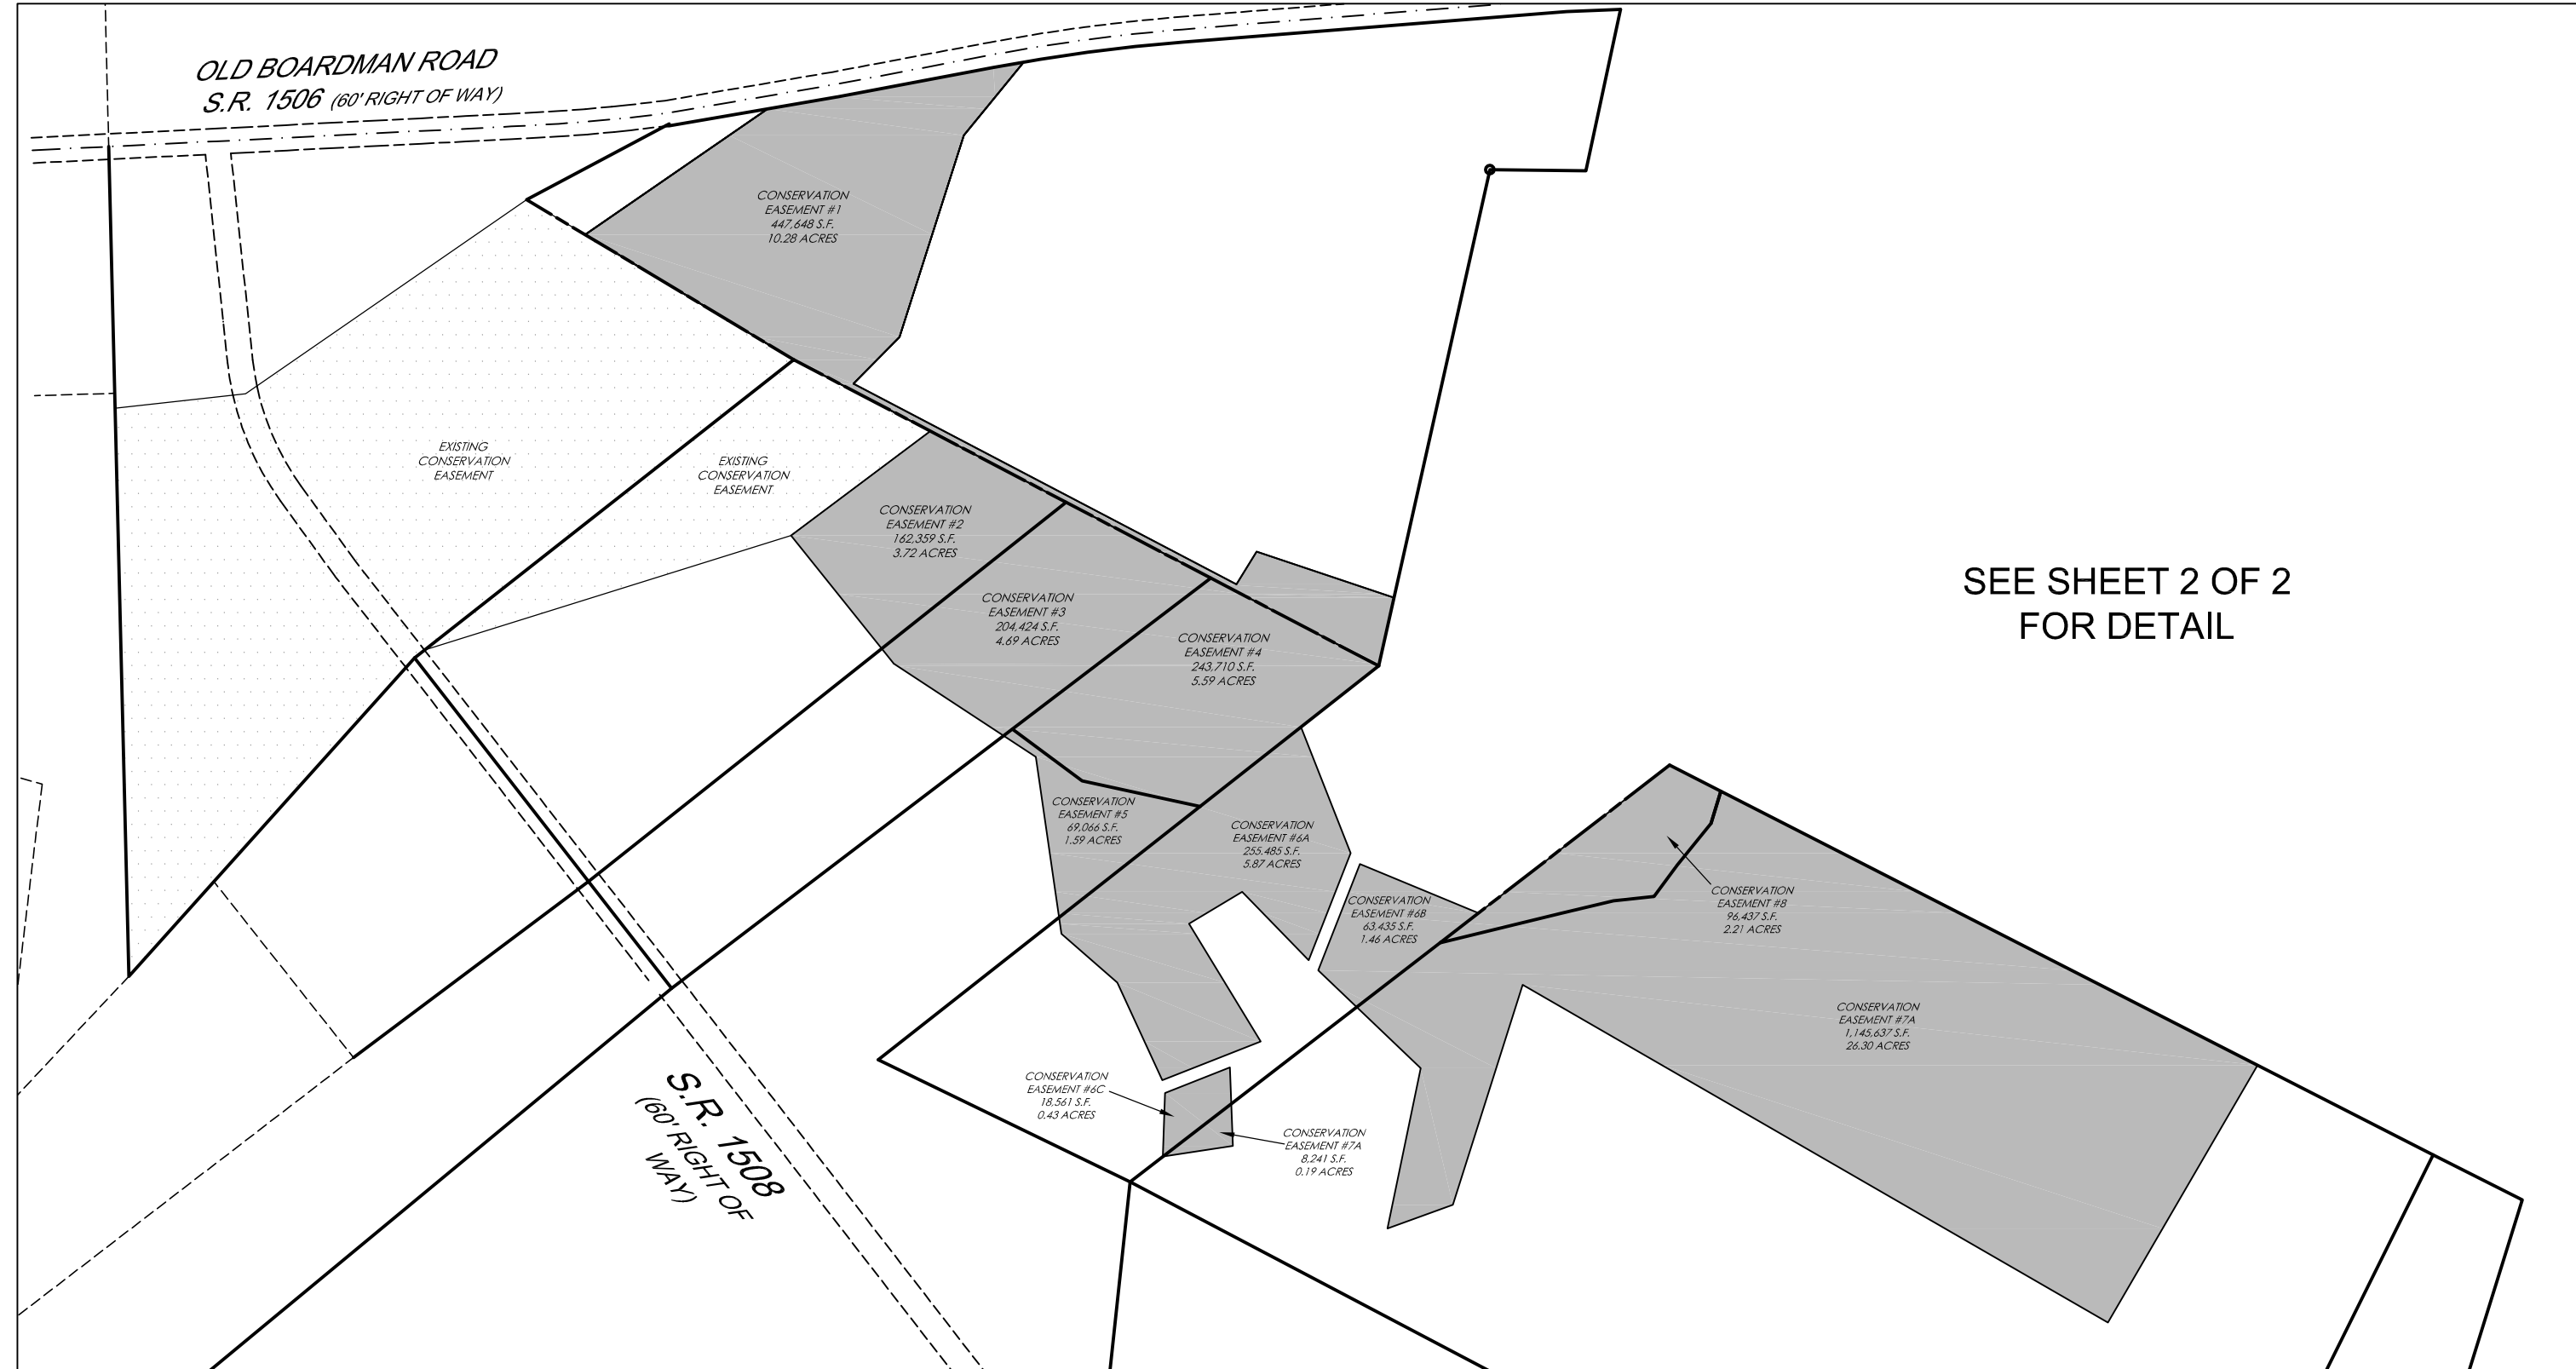 OLD BOARDMAN ROAD
S.R. 1506 (60' RIGHT OF WAY)
CONSERVATION
EASEMENT #1
447,648 S.F.
10.28 ACRES
EXISTING
CONSERVATION
EASEMENT
EXISTING
CONSERVATION
EASEMENT
CONSERVATION
EASEMENT #2
162,359 S.F.
3.72 ACRES
CONSERVATION
EASEMENT #3
204,424 S.F.
4.69 ACRES
CONSERVATION
EASEMENT #4
243,710 S.F.
5.59 ACRES
SEE SHEET 2 OF 2
FOR DETAIL
CONSERVATION
EASEMENT #5
69,066 S.F.
1.59 ACRES
CONSERVATION
EASEMENT #6A
255,485 S.F.
5.87 ACRES
CONSERVATION
EASEMENT #6B
63,435 S.F.
1.46 ACRES
CONSERVATION
EASEMENT #8
96,437 S.F.
2.21 ACRES
CONSERVATION
EASEMENT #7A
1,145,637 S.F.
26.30 ACRES
CONSERVATION
EASEMENT #6C
18,561 S.F.
0.43 ACRES
CONSERVATION
EASEMENT #7A
8,241 S.F.
0.19 ACRES
S.R. 1508
(60' RIGHT OF
WAY)